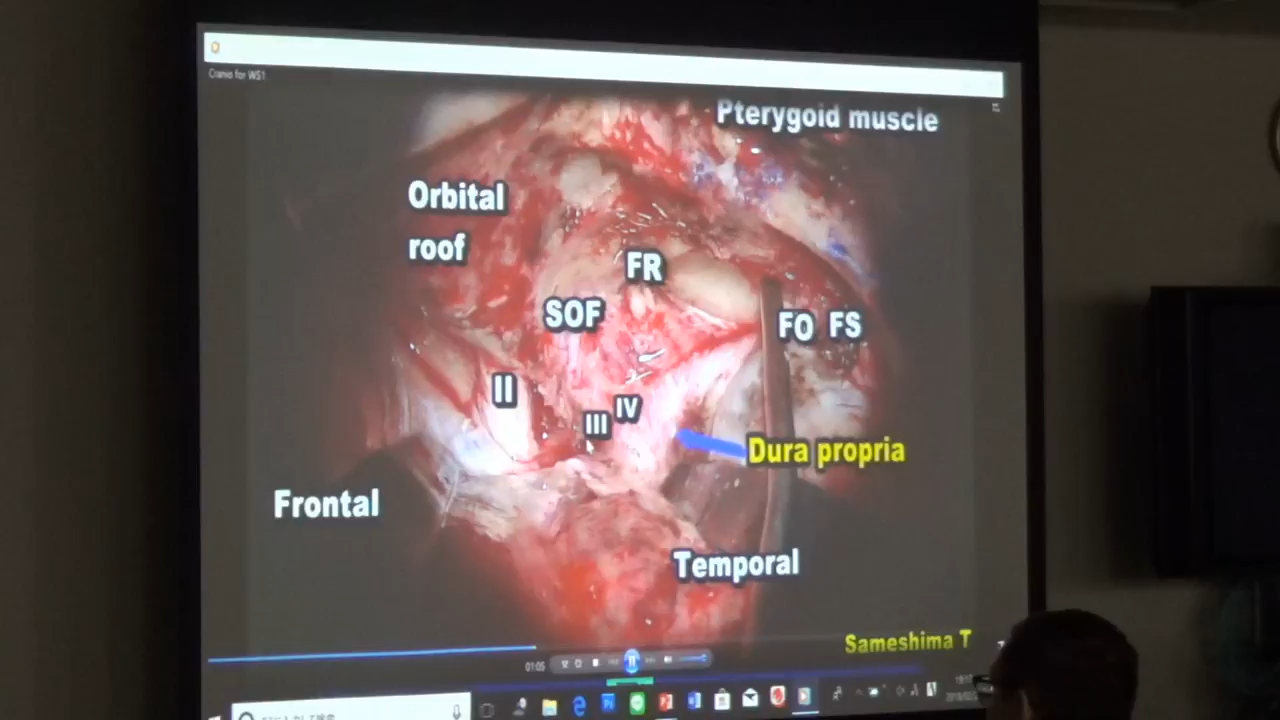 Cranio for WS1
Pterygoid muscle
Orbital
roof
FR
SOF
FO FS
II
IV
III
Dura propria
Frontal
Temporal
Sameshima T
01:05